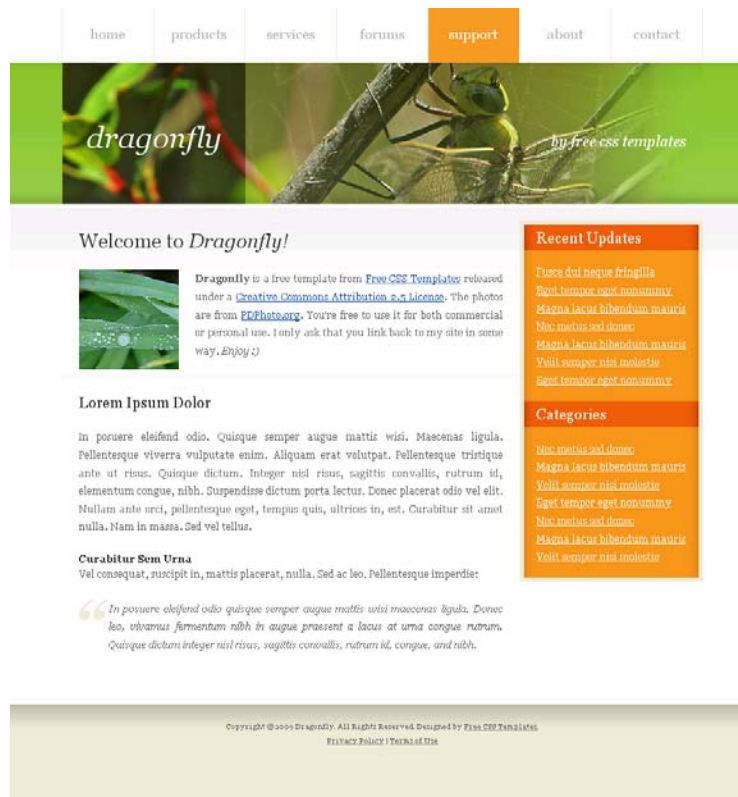 home products services forums support about contact
dragonfly
by free css templates
Welcome to Dragonfly!
Dragonfly is a free template from Free CSS Templates released
under a Creative Commons Attribution 2.5 License. The photos
are from PDPhoto.org. You're free to use it for both commercial
or personal use. I only ask that you link back to my site in some
way. Enjoy :)
Lorem Ipsum Dolor
In posuere eleifend odio. Quisque semper augue mattis wisi. Maecenas ligula.
Pellentesque viverra vulputate enim. Aliquam erat volutpat. Pellentesque tristique
ante ut risus. Quisque dictum. Integer nisl risus, sagittis convallis, rutrum id,
elementum congue, nibh. Suspendisse dictum porta lectus. Donec placerat odio vel elit.
Nullam ante orci, pellentesque eget, tempus quis, ultrices in, est. Curabitur sit amet
nulla. Nam in massa. Sed vel tellus.
Curabitur Sem Urna
Vel consequat, suscipit in, mattis placerat, nulla. Sed ac leo. Pellentesque imperdiet
“ In posuere eleifend odio quisque semper augue mattis wisi maecenas ligula. Donec
leo, vivamus fermentum nibh in augue praesent a lacus at urna congue rutrum.
Quisque dictum integer nisl risus, sagittis convallis, rutrum id, congue, and nibh.
Recent Updates
Fusce dui neque fringilla
Eget tempor eget nonummy
Magna lacus bibendum mauris
Nec metus sed donec
Magna lacus bibendum mauris
Velit semper nisi molestie
Eget tempor eget nonummy
Categories
Nec metus sed donec
Magna lacus bibendum mauris
Velit semper nisi molestie
Eget tempor eget nonummy
Nec metus sed donec
Magna lacus bibendum mauris
Velit semper nisi molestie
Copyright © 2005 Dragonfly. All Rights Reserved. Designed by Free CSS Templates.
Privacy Policy | Terms of Use